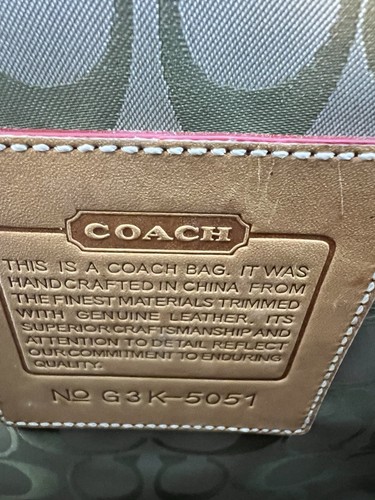 COACH
THIS IS A COACH BAG. IT WAS
HANDCRAFTED IN CHINA FROM
THE FINEST MATERIALS TRIMMED
WITH GENUINE LEATHER. ITS
SUPERIOR CRAFTSMANSHIP AND
ATTENTION TO DETAIL REFLECT
OUR COMMITMENT TO ENDURING
QUALITY.
No G3K-5051